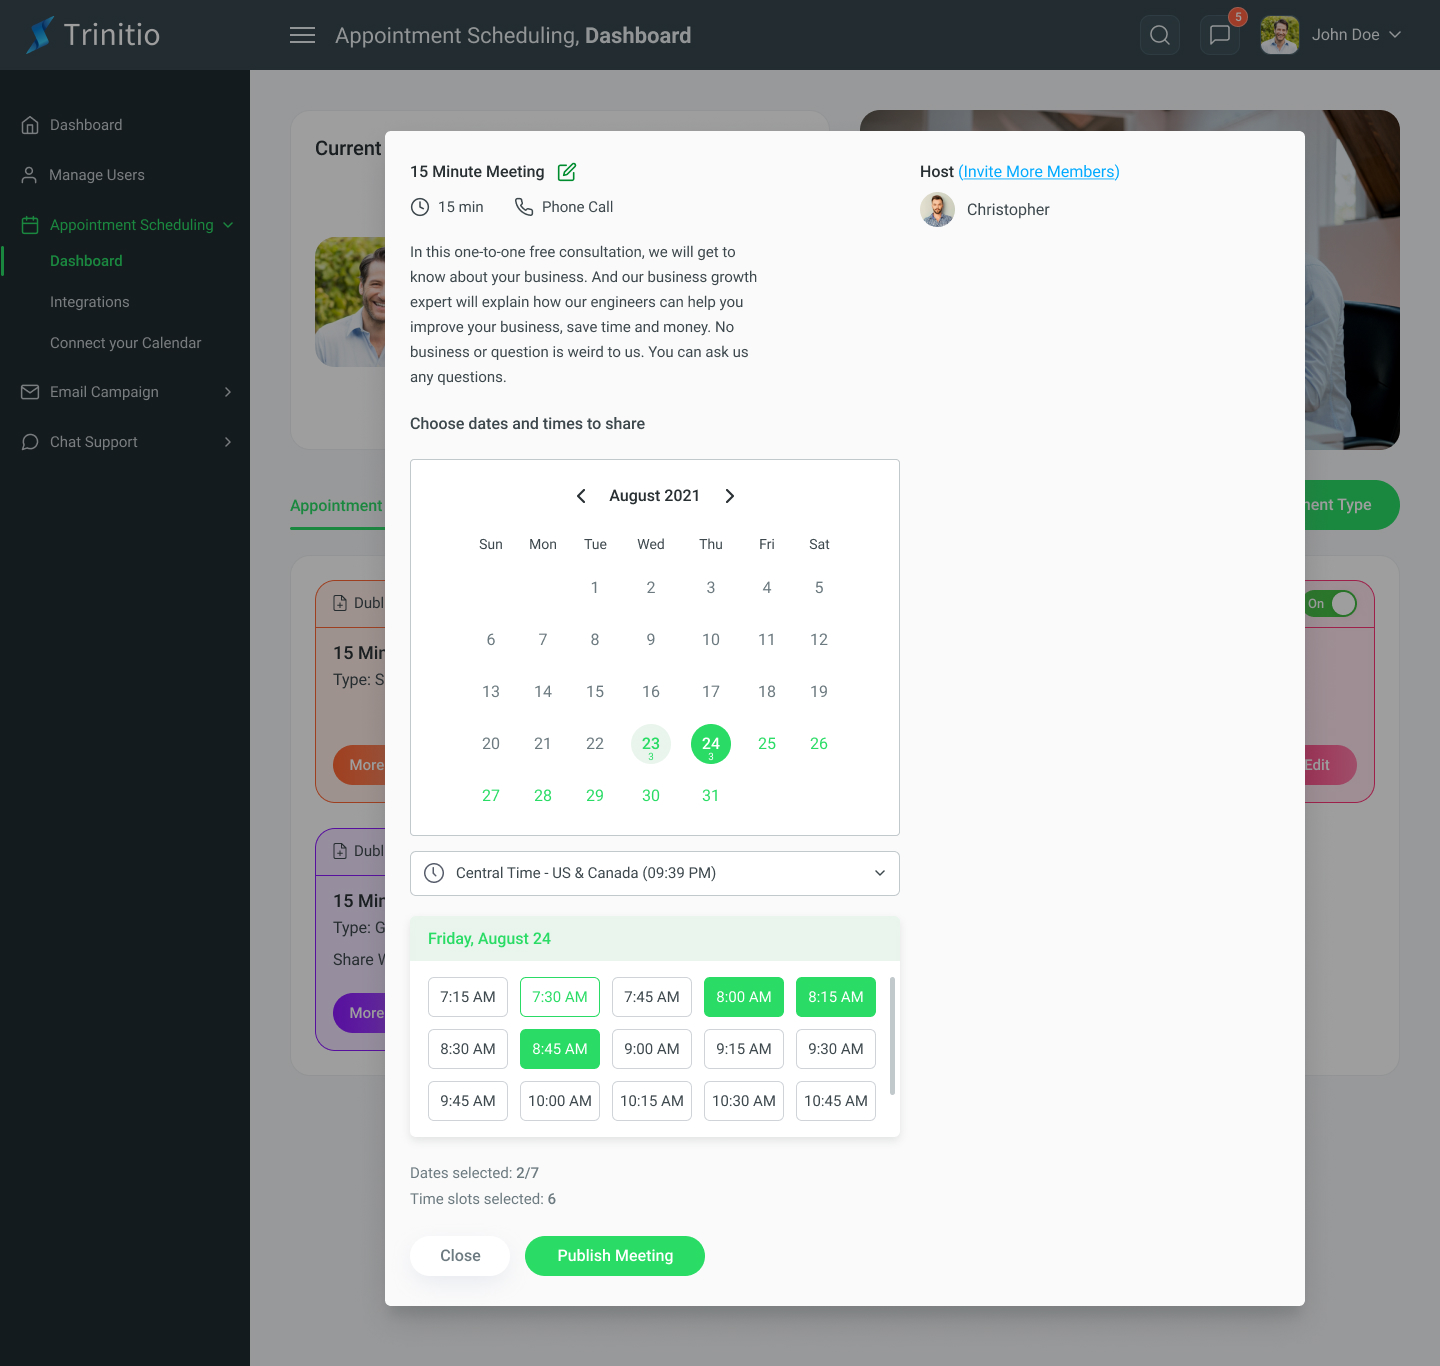 Trinitio
Appointment Scheduling, Dashboard
5
John Doe
Dashboard
Manage Users
Appointment Scheduling
Dashboard
Integrations
Connect your Calendar
Email Campaign
Chat Support
Current
15 Minute Meeting
15 min
Phone Call
In this one-to-one free consultation, we will get to
know about your business. And our business growth
expert will explain how our engineers can help you
improve your business, save time and money. No
business or question is weird to us. You can ask us
any questions.
Host (Invite More Members)
Christopher
Choose dates and times to share
August 2021
Sun Mon Tue Wed Thu Fri Sat
1 2 3 4 5
6 7 8 9 10 11 12
13 14 15 16 17 18 19
20 21 22 23 24 25 26
3 3
27 28 29 30 31
Central Time - US & Canada (09:39 PM)
Friday, August 24
7:15 AM 7:30 AM 7:45 AM 8:00 AM 8:15 AM
8:30 AM 8:45 AM 9:00 AM 9:15 AM 9:30 AM
9:45 AM 10:00 AM 10:15 AM 10:30 AM 10:45 AM
Dates selected: 2/7
Time slots selected: 6
Close
Publish Meeting
Appointment
ment Type
Dubl
On
15 Min
Type: S
More
Edit
Dubl
15 Min
Type: G
Share W
More